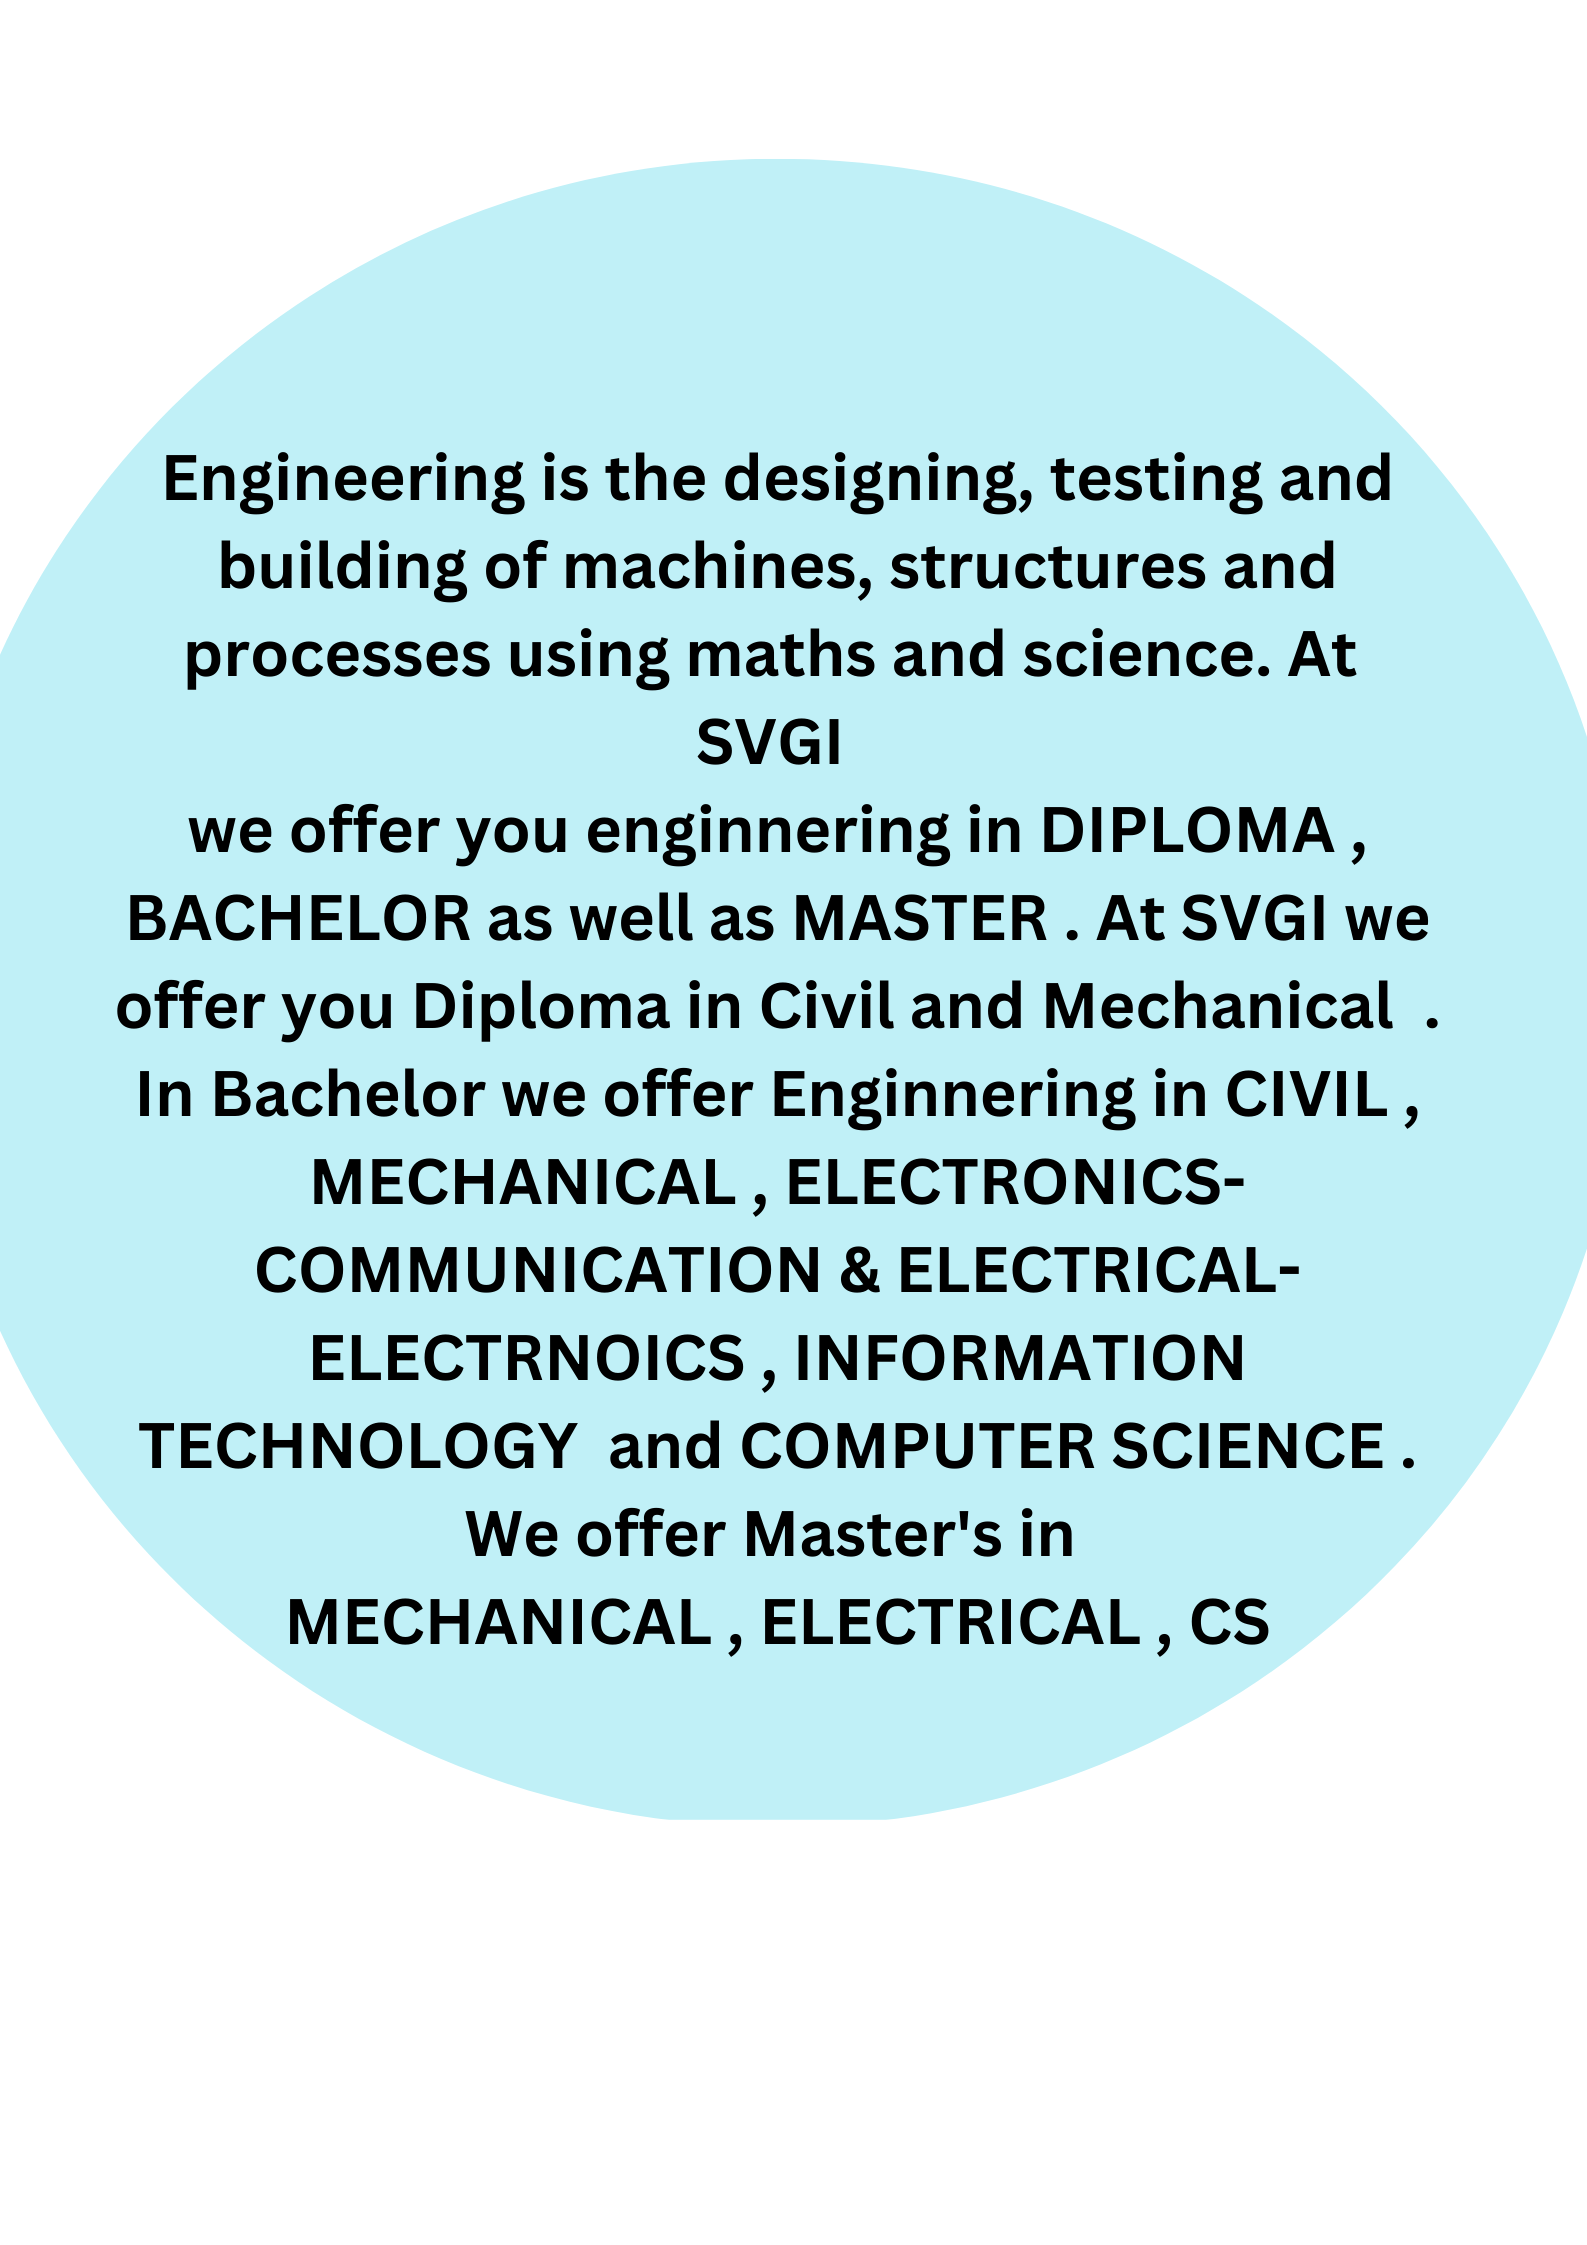 Engineering is the designing, testing and
building of machines, structures and
processes using maths and science. At
SVGI
we offer you enginnering in DIPLOMA ,
BACHELOR as well as MASTER . At SVGI we
offer you Diploma in Civil and Mechanical  .
In Bachelor we offer Enginnering in CIVIL ,
MECHANICAL , ELECTRONICS-
COMMUNICATION & ELECTRICAL-
ELECTRNOICS , INFORMATION
TECHNOLOGY  and COMPUTER SCIENCE .
We offer Master's in
MECHANICAL , ELECTRICAL , CS